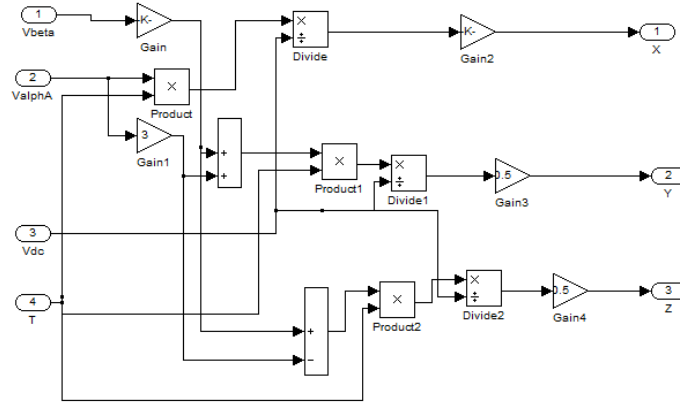 1
Vbeta
K-
Gain
×
÷
Divide
K-
Gain2
1
X
2
ValphA
×
Product
3
Gain1
+
+
×
Product1
×
÷
Divide1
0.5
Gain3
2
Y
3
Vdc
4
T
+
−
×
Product2
×
÷
Divide2
0.5
Gain4
3
Z